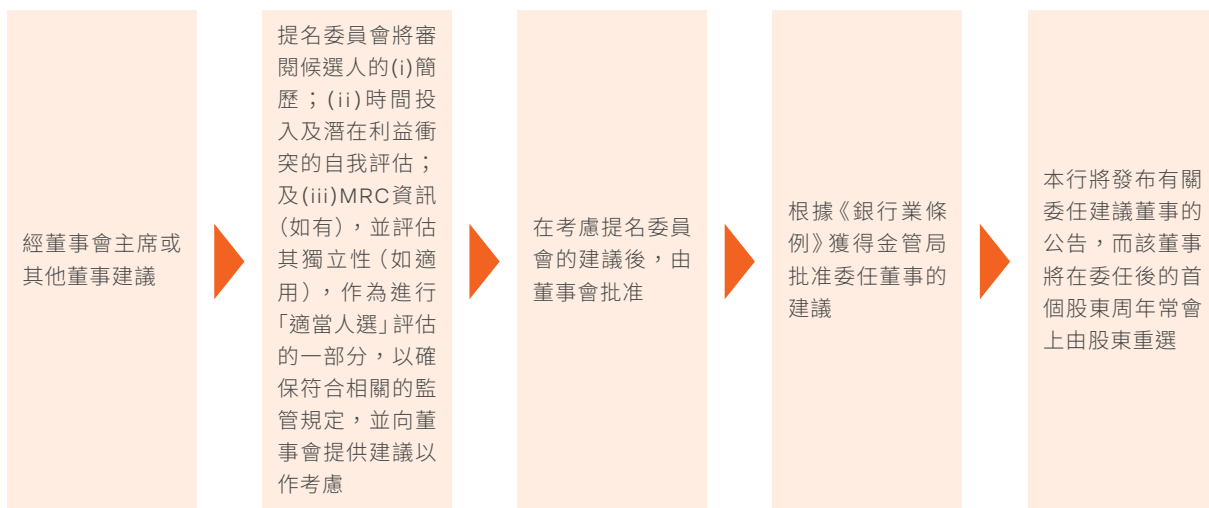 經董事會主席或
其他董事建議
提名委員會將審
閱候選人的(i)簡
歷；(ii)時間投
入及潛在利益衝
突的自我評估；
及(iii)MRC資訊
（如有），並評估
其獨立性（如適
用），作為進行
「適當人選」評估
的一部分，以確
保符合相關的監
管規定，並向董
事會提供建議以
作考慮
在考慮提名委員
會的建議後，由
董事會批准
根據《銀行業條
例》獲得金管局
批准委任董事的
建議
本行將發布有關
委任建議董事的
公告，而該董事
將在委任後的首
個股東周年常會
上由股東重選